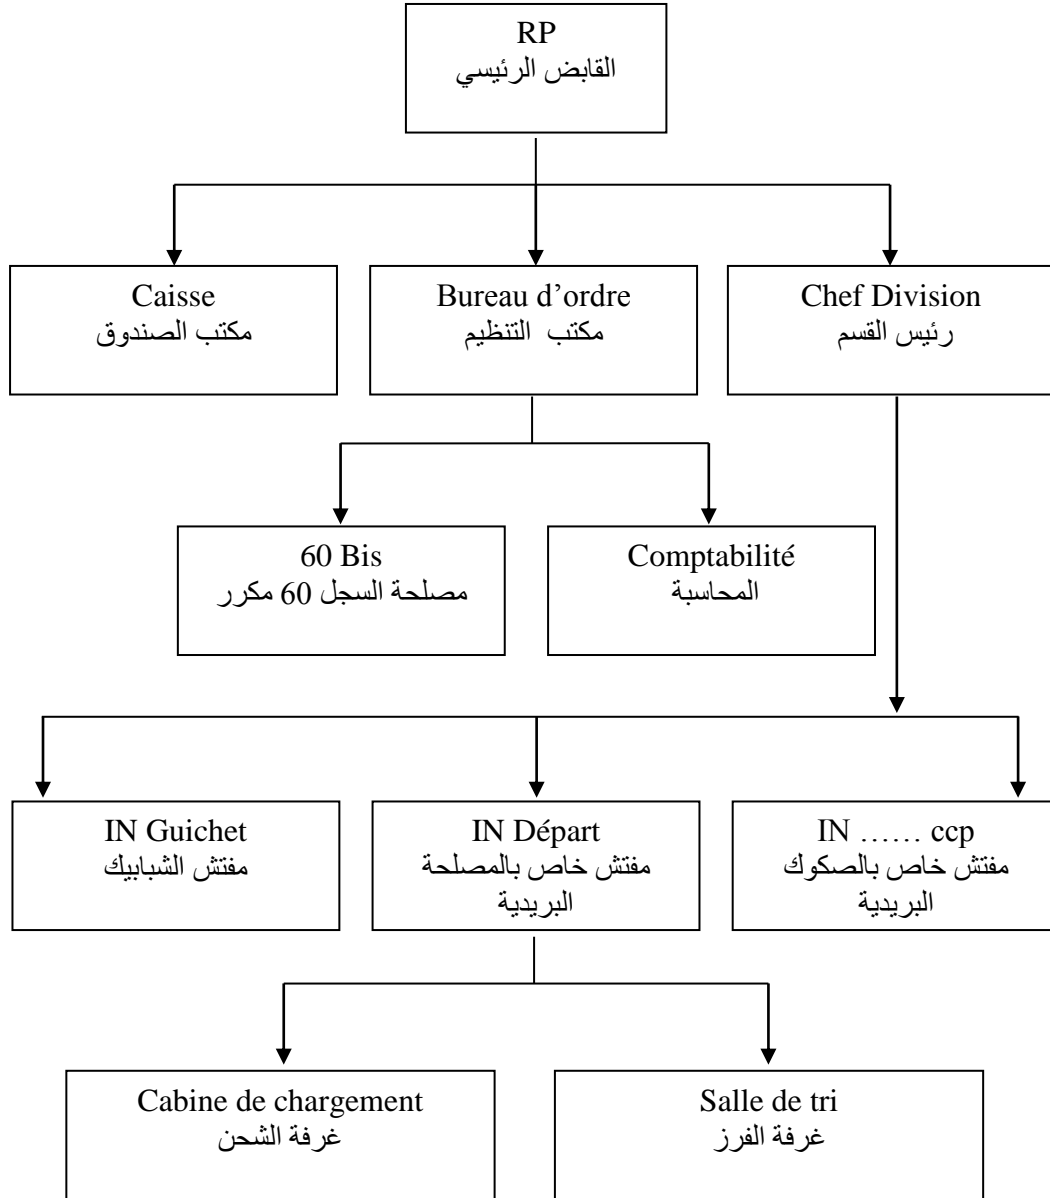 RP
القابض الرئيسي
Caisse
مكتب الصندوق
Bureau d’ordre
مكتب التنظيم
Chef Division
رئيس القسم
60 Bis
مصلحة السجل 60 مكرر
Comptabilité
المحاسبة
IN Guichet
مفتش الشبابيك
IN Départ
مفتش خاص بالمصلحة
البريدية
IN …… ccp
مفتش خاص بالصكوك
البريدية
Cabine de chargement
غرفة الشحن
Salle de tri
غرفة الفرز